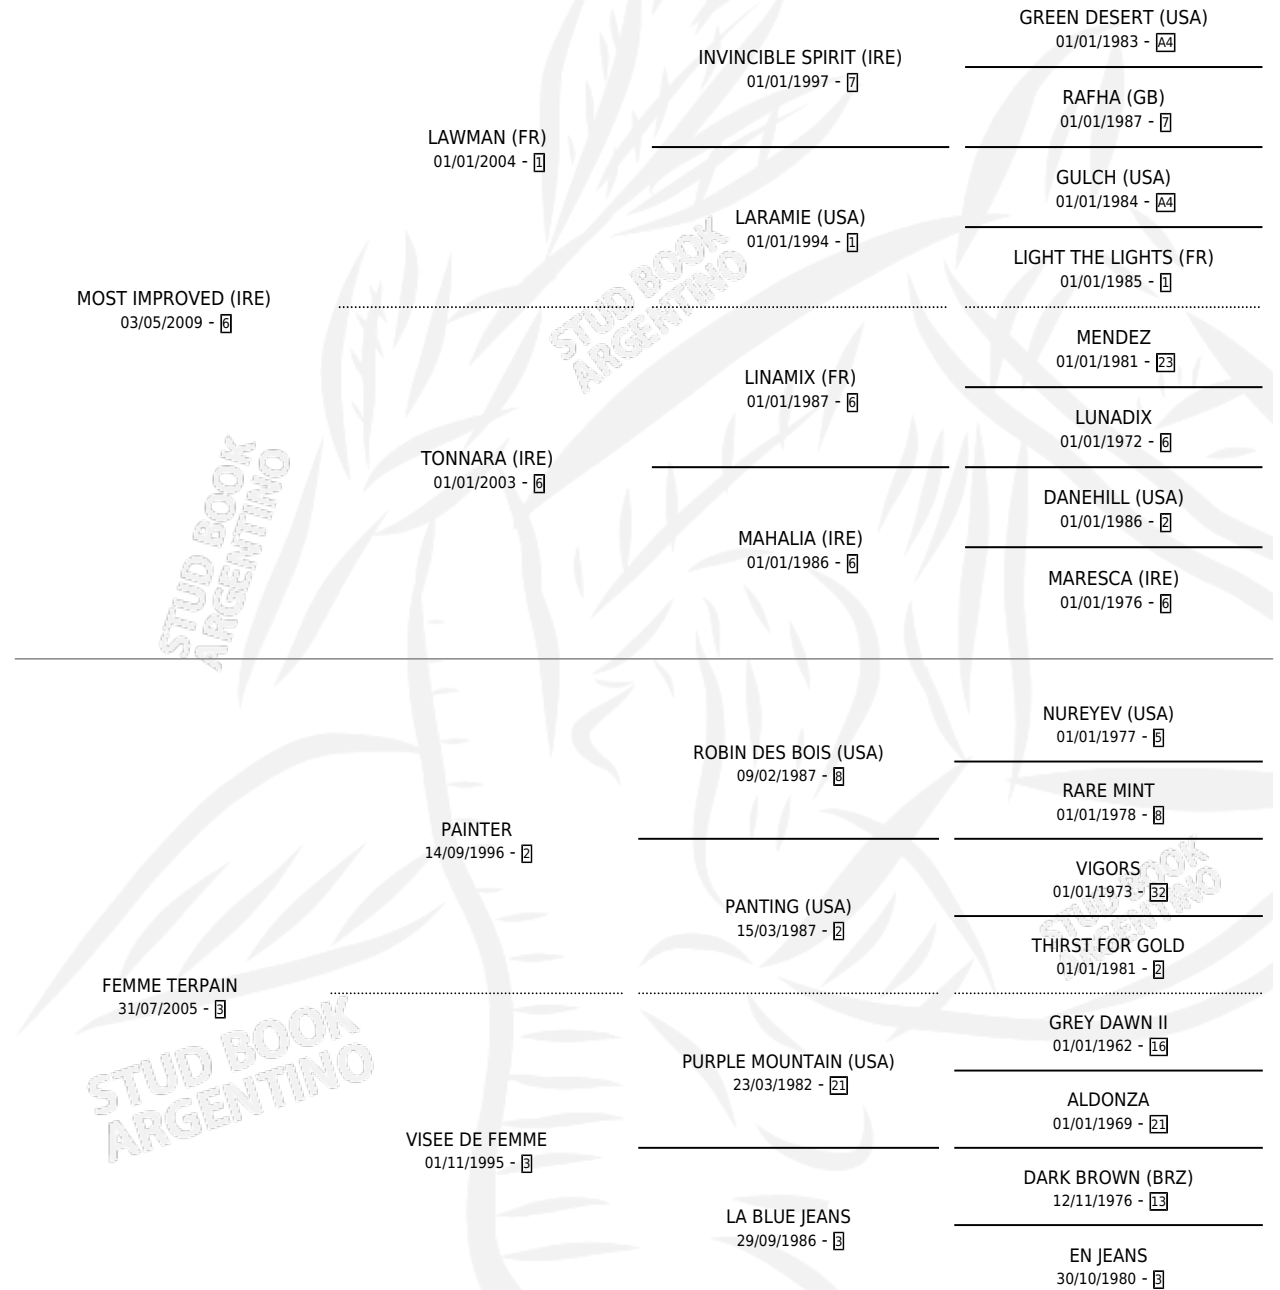 GREEN DESERT (USA)
01/01/1983 - A4
INVINCIBLE SPIRIT (IRE)
01/01/1997 - 7
RAFHA (GB)
01/01/1987 - 7
LAWMAN (FR)
01/01/2004 - 1
GULCH (USA)
01/01/1984 - A4
LARAMIE (USA)
01/01/1994 - 1
LIGHT THE LIGHTS (FR)
01/01/1985 - 1
MOST IMPROVED (IRE)
03/05/2009 - 6
MENDEZ
01/01/1981 - 23
LINAMIX (FR)
01/01/1987 - 6
LUNADIX
01/01/1972 - 6
TONNARA (IRE)
01/01/2003 - 6
DANEHILL (USA)
01/01/1986 - 2
MAHALIA (IRE)
01/01/1986 - 6
MARESCA (IRE)
01/01/1976 - 6
NUREYEV (USA)
01/01/1977 - 5
ROBIN DES BOIS (USA)
09/02/1987 - 8
RARE MINT
01/01/1978 - 8
PAINTER
14/09/1996 - 2
VIGORS
01/01/1973 - 32
PANTING (USA)
15/03/1987 - 2
THIRST FOR GOLD
01/01/1981 - 2
FEMME TERPAIN
31/07/2005 - 3
GREY DAWN II
01/01/1962 - 16
PURPLE MOUNTAIN (USA)
23/03/1982 - 21
ALDONZA
01/01/1969 - 21
VISEE DE FEMME
01/11/1995 - 3
DARK BROWN (BRZ)
12/11/1976 - 13
LA BLUE JEANS
29/09/1986 - 3
EN JEANS
30/10/1980 - 3
STUD BOOK
ARGENTINO
STUD BOOK
ARGENTINO
STUD BOOK
ARGENTINO
STUD BOOK
ARGENTINO